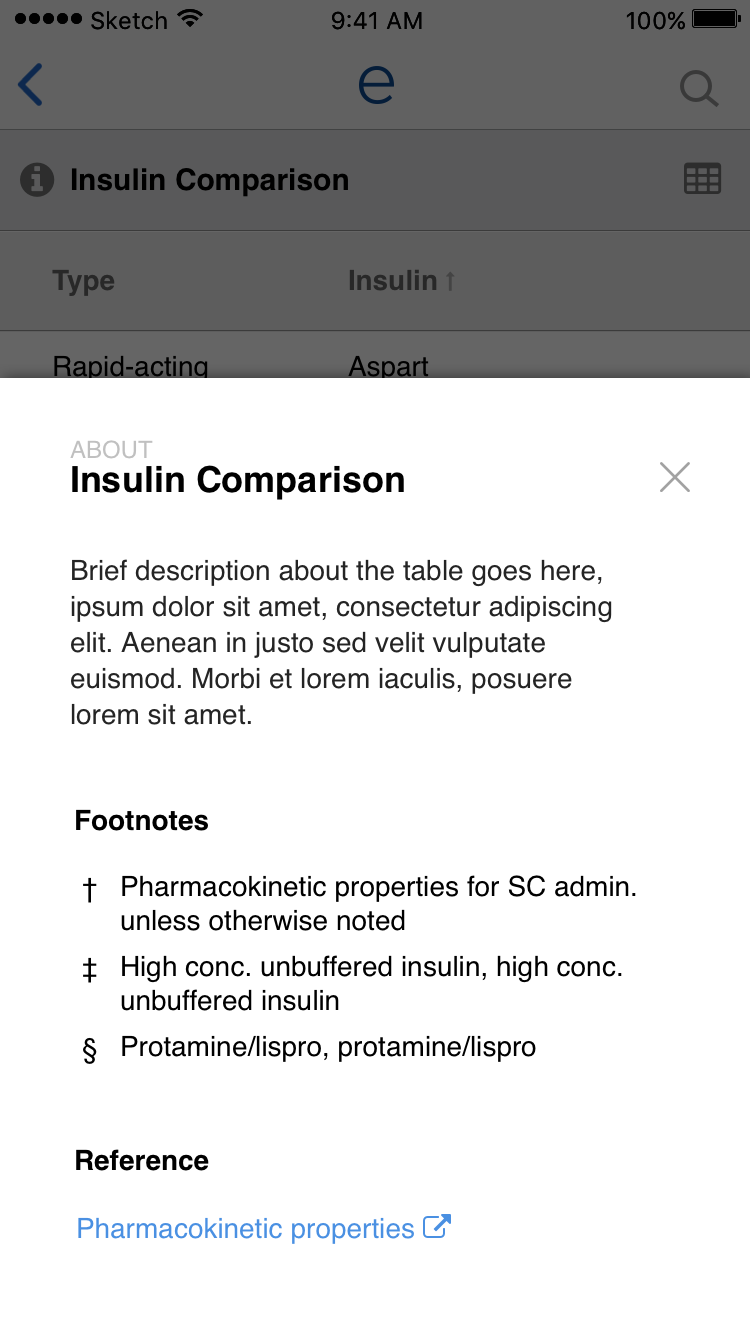 Sketch 9:41 AM 100%
e
Insulin Comparison
Type Insulin ↑
Rapid-acting Aspart
ABOUT
Insulin Comparison
Brief description about the table goes here,
ipsum dolor sit amet, consectetur adipiscing
elit. Aenean in justo sed velit vulputate
euismod. Morbi et lorem iaculis, posuere
lorem sit amet.
Footnotes
† Pharmacokinetic properties for SC admin.
unless otherwise noted
‡ High conc. unbuffered insulin, high conc.
unbuffered insulin
§ Protamine/lispro, protamine/lispro
Reference
Pharmacokinetic properties